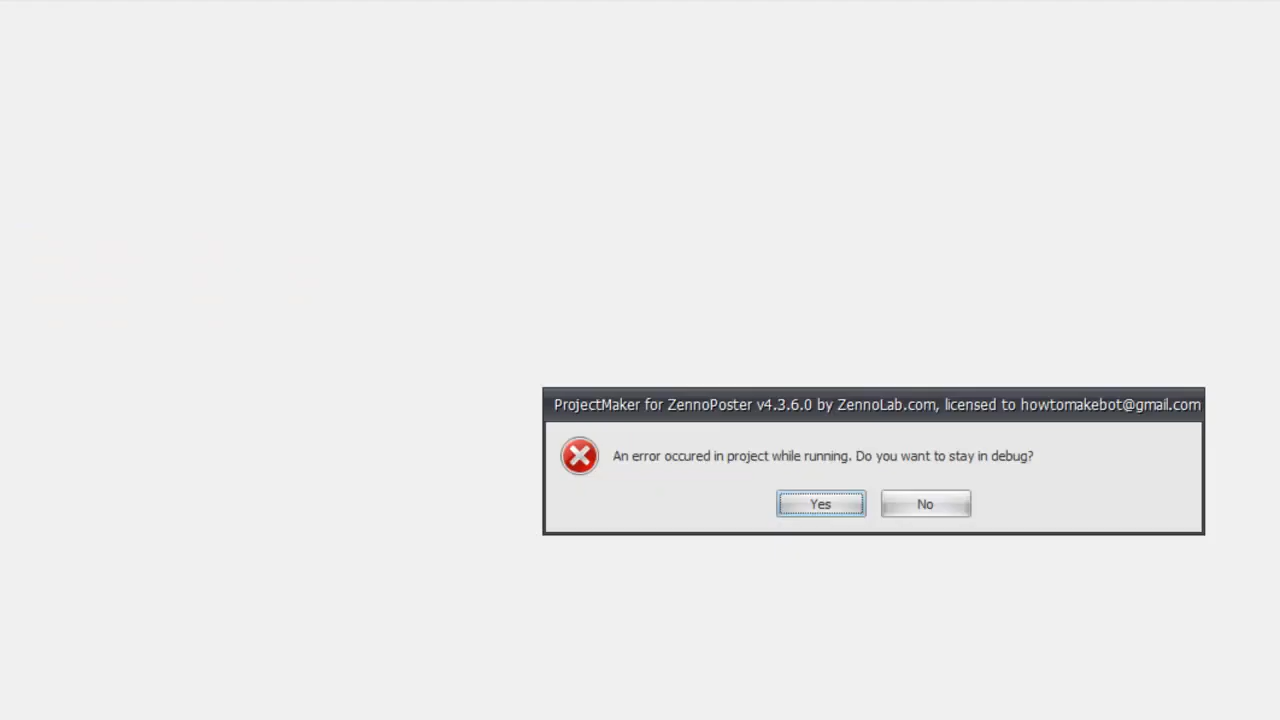 ProjectMaker for ZennoPoster v4.3.6.0 by ZennoLab.com, licensed to howtomakebot@gmail.com
An error occured in project while running. Do you want to stay in debug?
Yes No